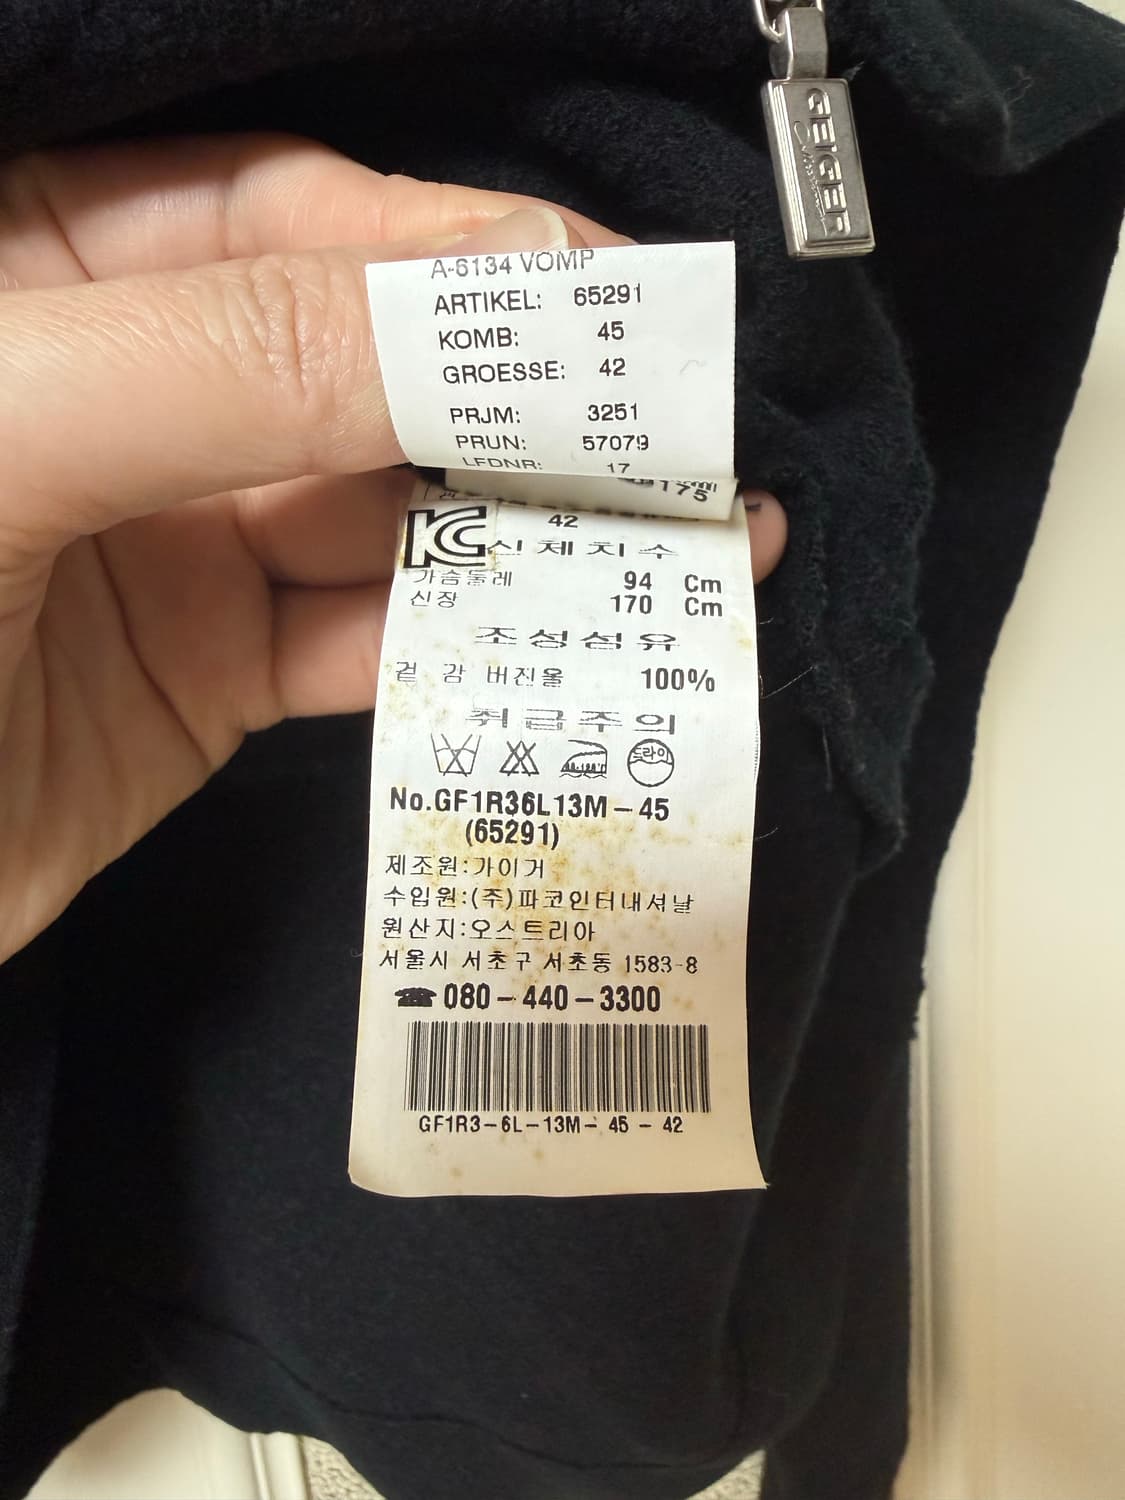 GEIGER
A-6134 VOMP
ARTIKEL: 65291
KOMB: 45
GROESSE: 42
PRJM: 3251
PRUN: 57079
LFDNR: 17
175
42
KC 신체치수
가슴둘레 94 Cm
신장 170 Cm
조성섬유
겉 감 버진울 100%
취급주의
드라이
No.GF1R36L13M-45
(65291)
제조원:가이거
수입원:(주)파코인터내셔날
원산지:오스트리아
서울시 서초구 서초동 1583-8
☎080-440-3300
GF1R3-6L-13M- 45 - 42